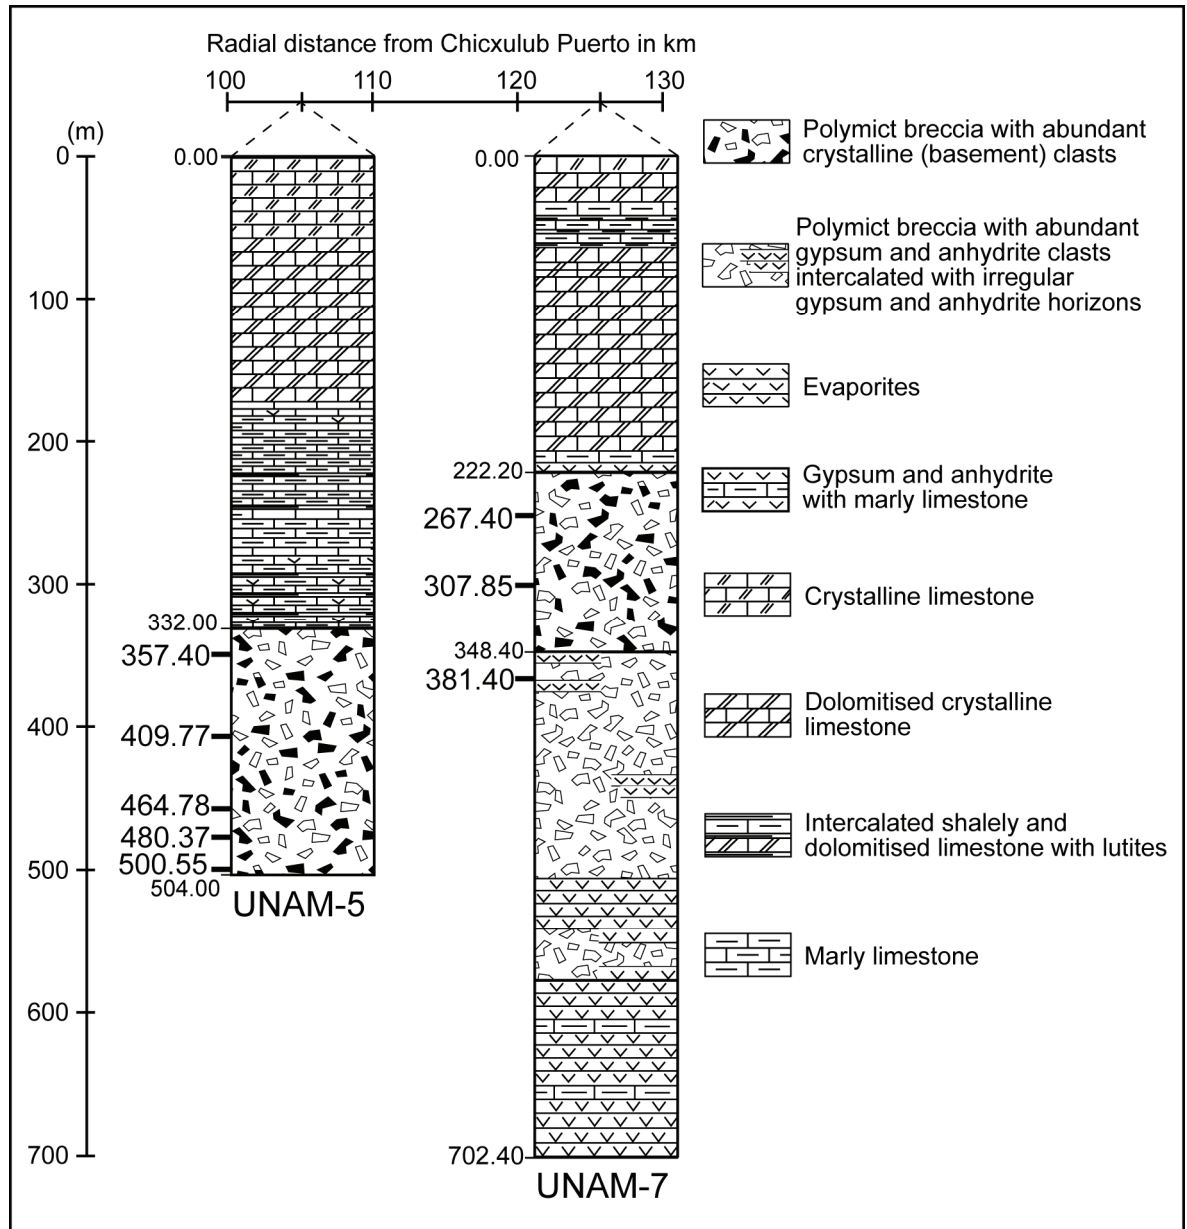 Radial distance from Chicxulub Puerto in km
100 110 120 130
(m)
0
100
200
300
400
500
600
700
0.00
332.00
357.40
409.77
464.78
480.37
500.55
504.00
UNAM-5
0.00
222.20
267.40
307.85
348.40
381.40
702.40
UNAM-7
Polymict breccia with abundant
crystalline (basement) clasts
Polymict breccia with abundant
gypsum and anhydrite clasts
intercalated with irregular
gypsum and anhydrite horizons
Evaporites
Gypsum and anhydrite
with marly limestone
Crystalline limestone
Dolomitised crystalline
limestone
Intercalated shalely and
dolomitised limestone with lutites
Marly limestone